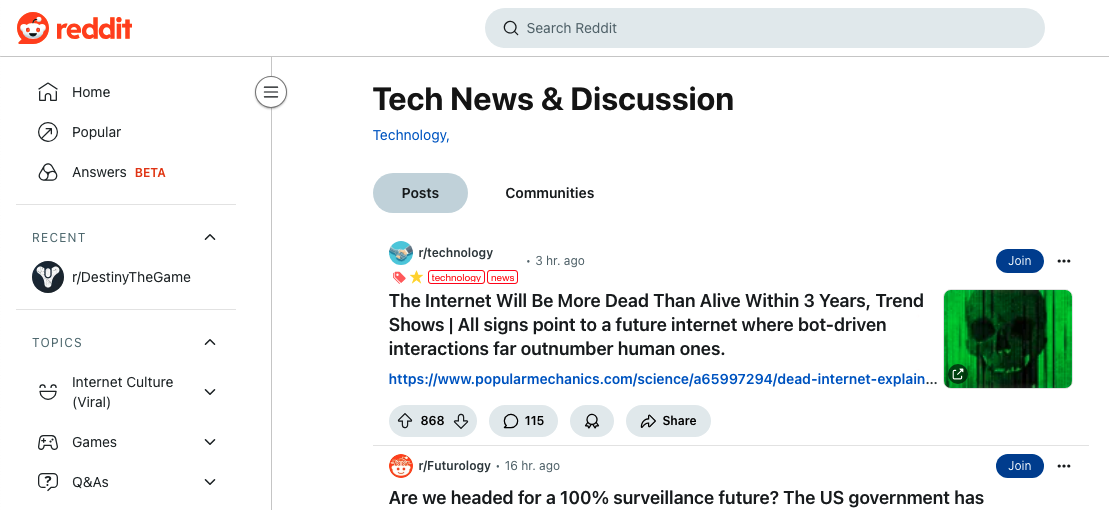 reddit
Search Reddit
Home
Popular
Answers BETA
RECENT
r/DestinyTheGame
TOPICS
Internet Culture
(Viral)
Games
Q&As
Tech News & Discussion
Technology,
Posts
Communities
r/technology
• 3 hr. ago
Join
technology news
The Internet Will Be More Dead Than Alive Within 3 Years, Trend
Shows | All signs point to a future internet where bot-driven
interactions far outnumber human ones.
https://www.popularmechanics.com/science/a65997294/dead-internet-explain...
868
115
Share
r/Futurology • 16 hr. ago
Join
Are we headed for a 100% surveillance future? The US government has